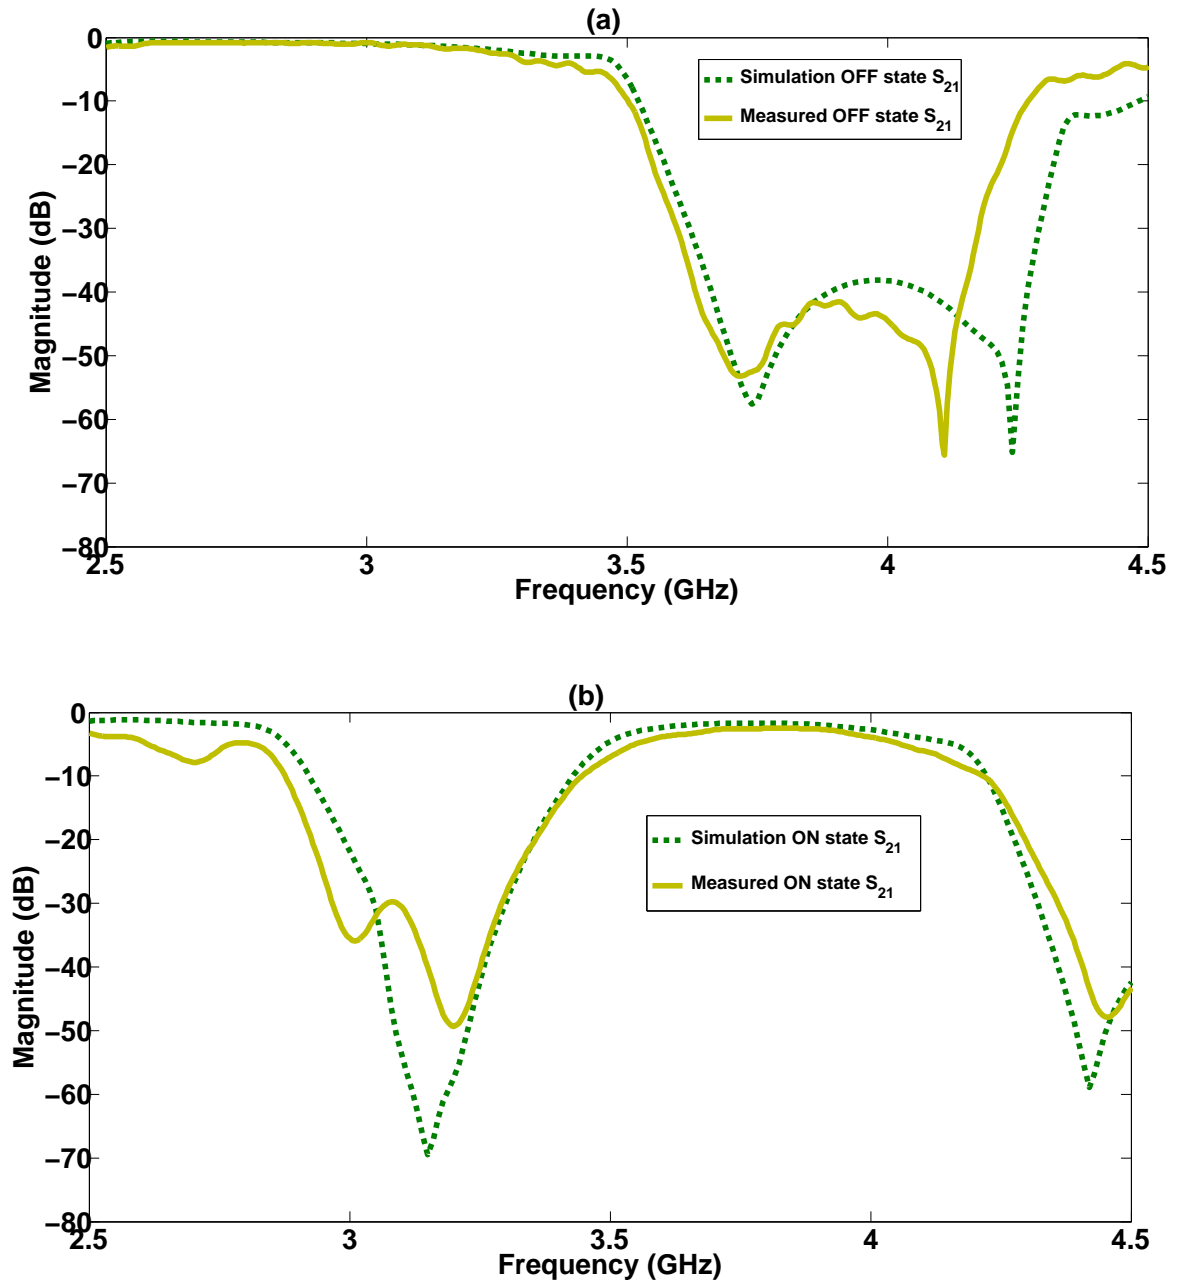 (a)
0
−10
−20
−30
−40
−50
−60
−70
−80
Magnitude (dB)
Simulation OFF state S21
Measured OFF state S21
2.5 3 3.5 4 4.5
Frequency (GHz)
(b)
0
−10
−20
−30
−40
−50
−60
−70
−80
Magnitude (dB)
Simulation ON state S21
Measured ON state S21
2.5 3 3.5 4 4.5
Frequency (GHz)